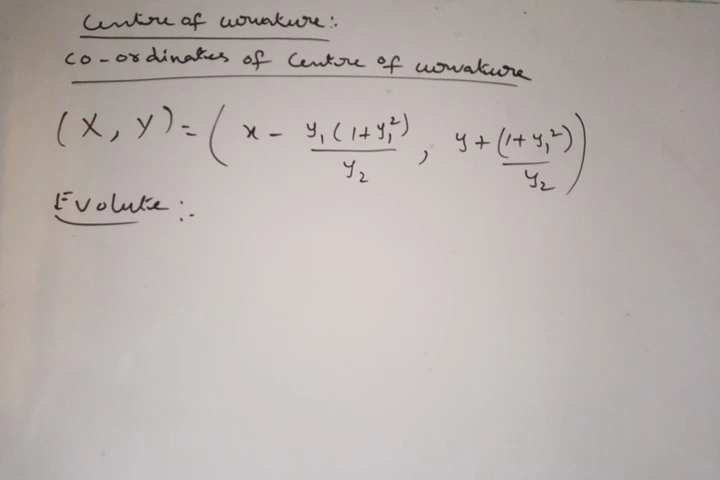 Centre of curvature:
co-ordinates of Centre of curvature
(X, Y) = ( x - y₁(1+y₁²)/y₂ , y + (1+y₁²)/y₂ )
Evolute:.